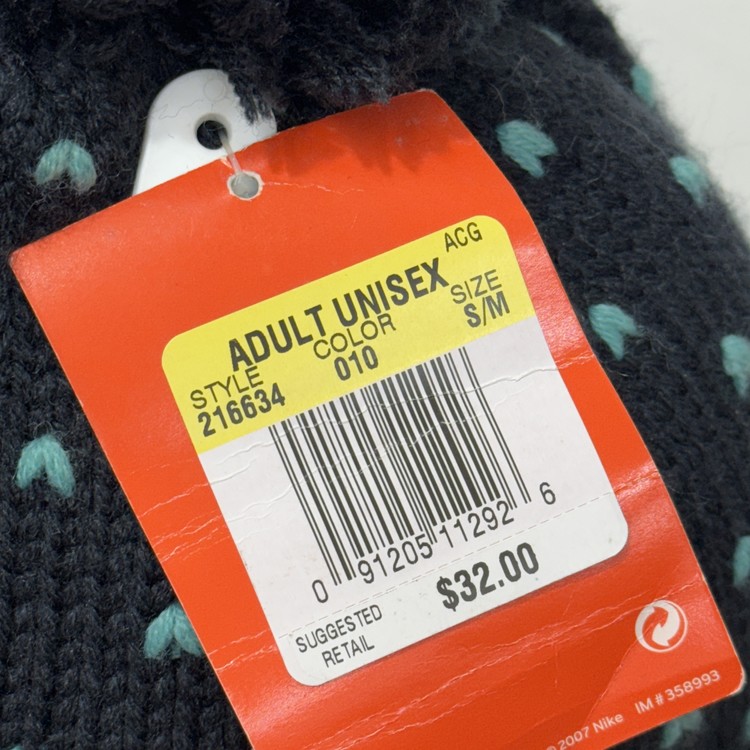 ACG
ADULT UNISEX
STYLE COLOR SIZE
216634 010 S/M
0 91205 11292 6
SUGGESTED RETAIL $32.00
© 2007 Nike IM # 358993